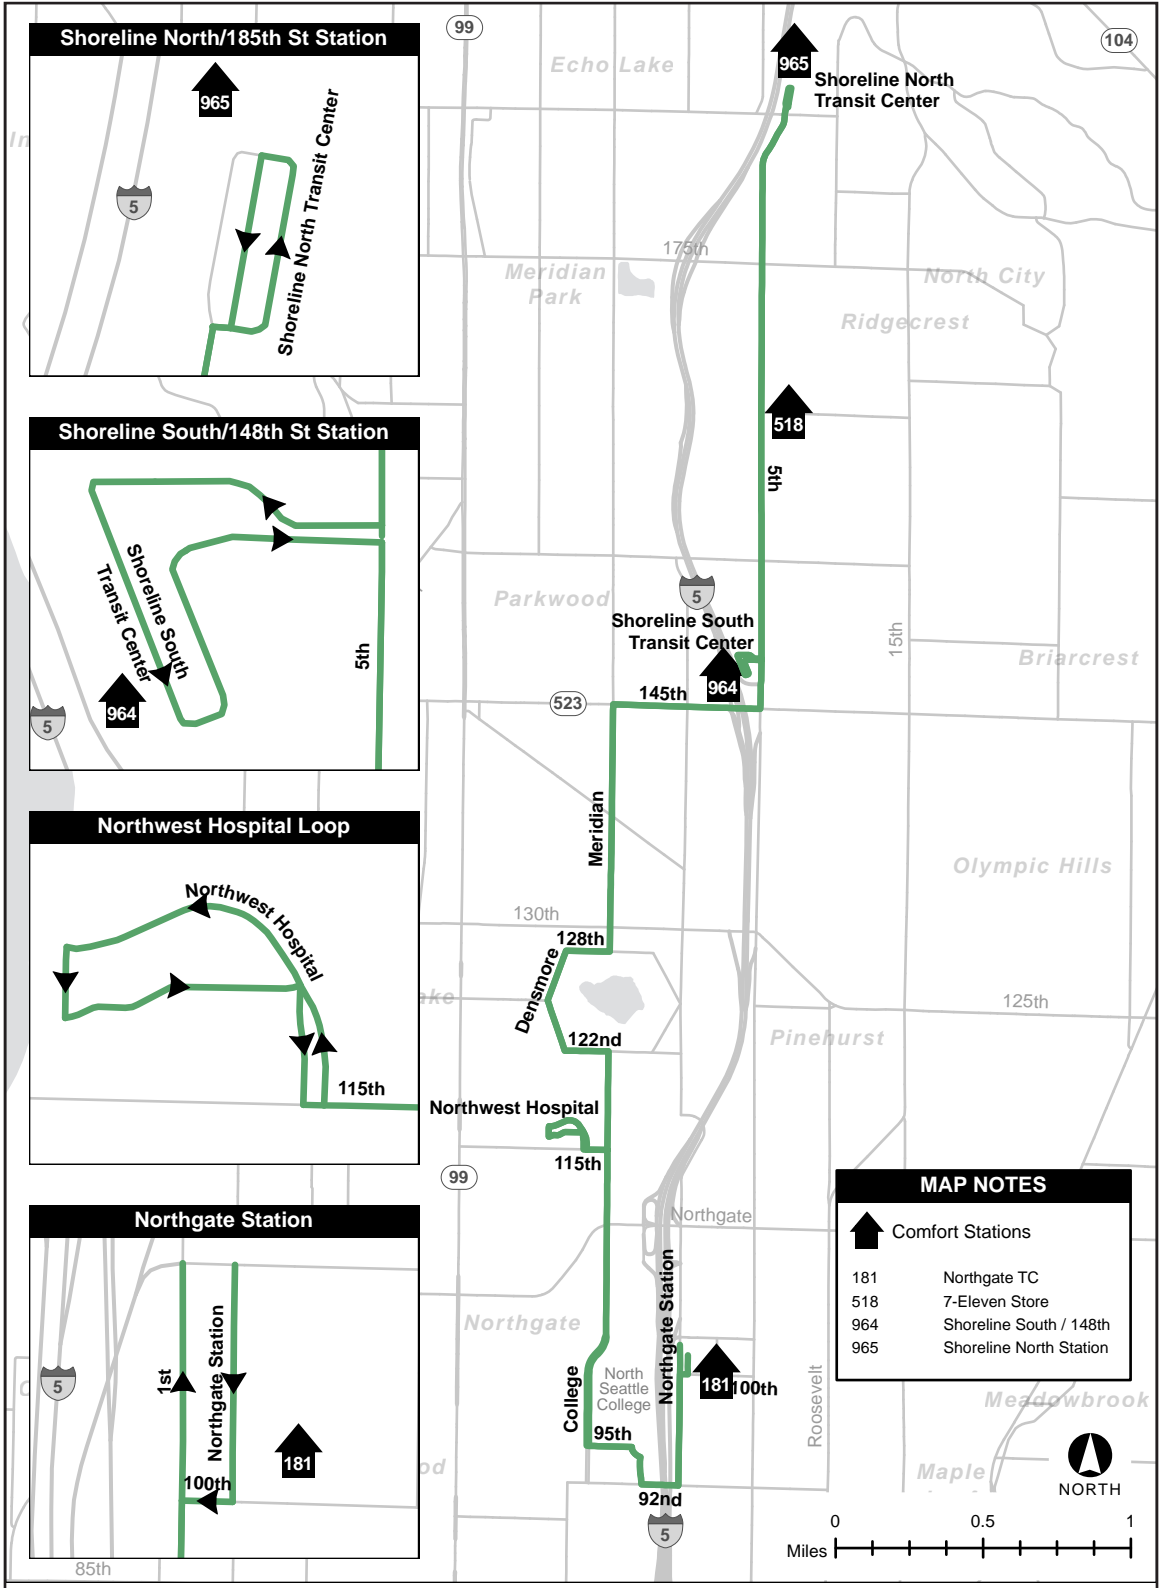 Shoreline North/185th St Station
965
5
Shoreline North Transit Center
Shoreline South/148th St Station
Shoreline South
Transit Center
5th
964
5
Northwest Hospital Loop
Northwest Hospital
115th
Northgate Station
1st
Northgate Station
5
181
100th
85th
99
104
Echo Lake
965
Shoreline North
Transit Center
175th
Meridian
Park
North City
Ridgecrest
518
5th
5
Parkwood
Shoreline South
Transit Center
15th
Briarcrest
964
145th
523
Meridian
Olympic Hills
130th
128th
Densmore
125th
122nd
Pinehurst
Northwest Hospital
115th
99
Northgate
Northgate Station
Northgate
College
North
Seattle
College
181
100th
Roosevelt
95th
92nd
5
MAP NOTES
Comfort Stations
181 Northgate TC
518 7-Eleven Store
964 Shoreline South / 148th
965 Shoreline North Station
Meadowbrook
Maple
NORTH
0 0.5 1
Miles